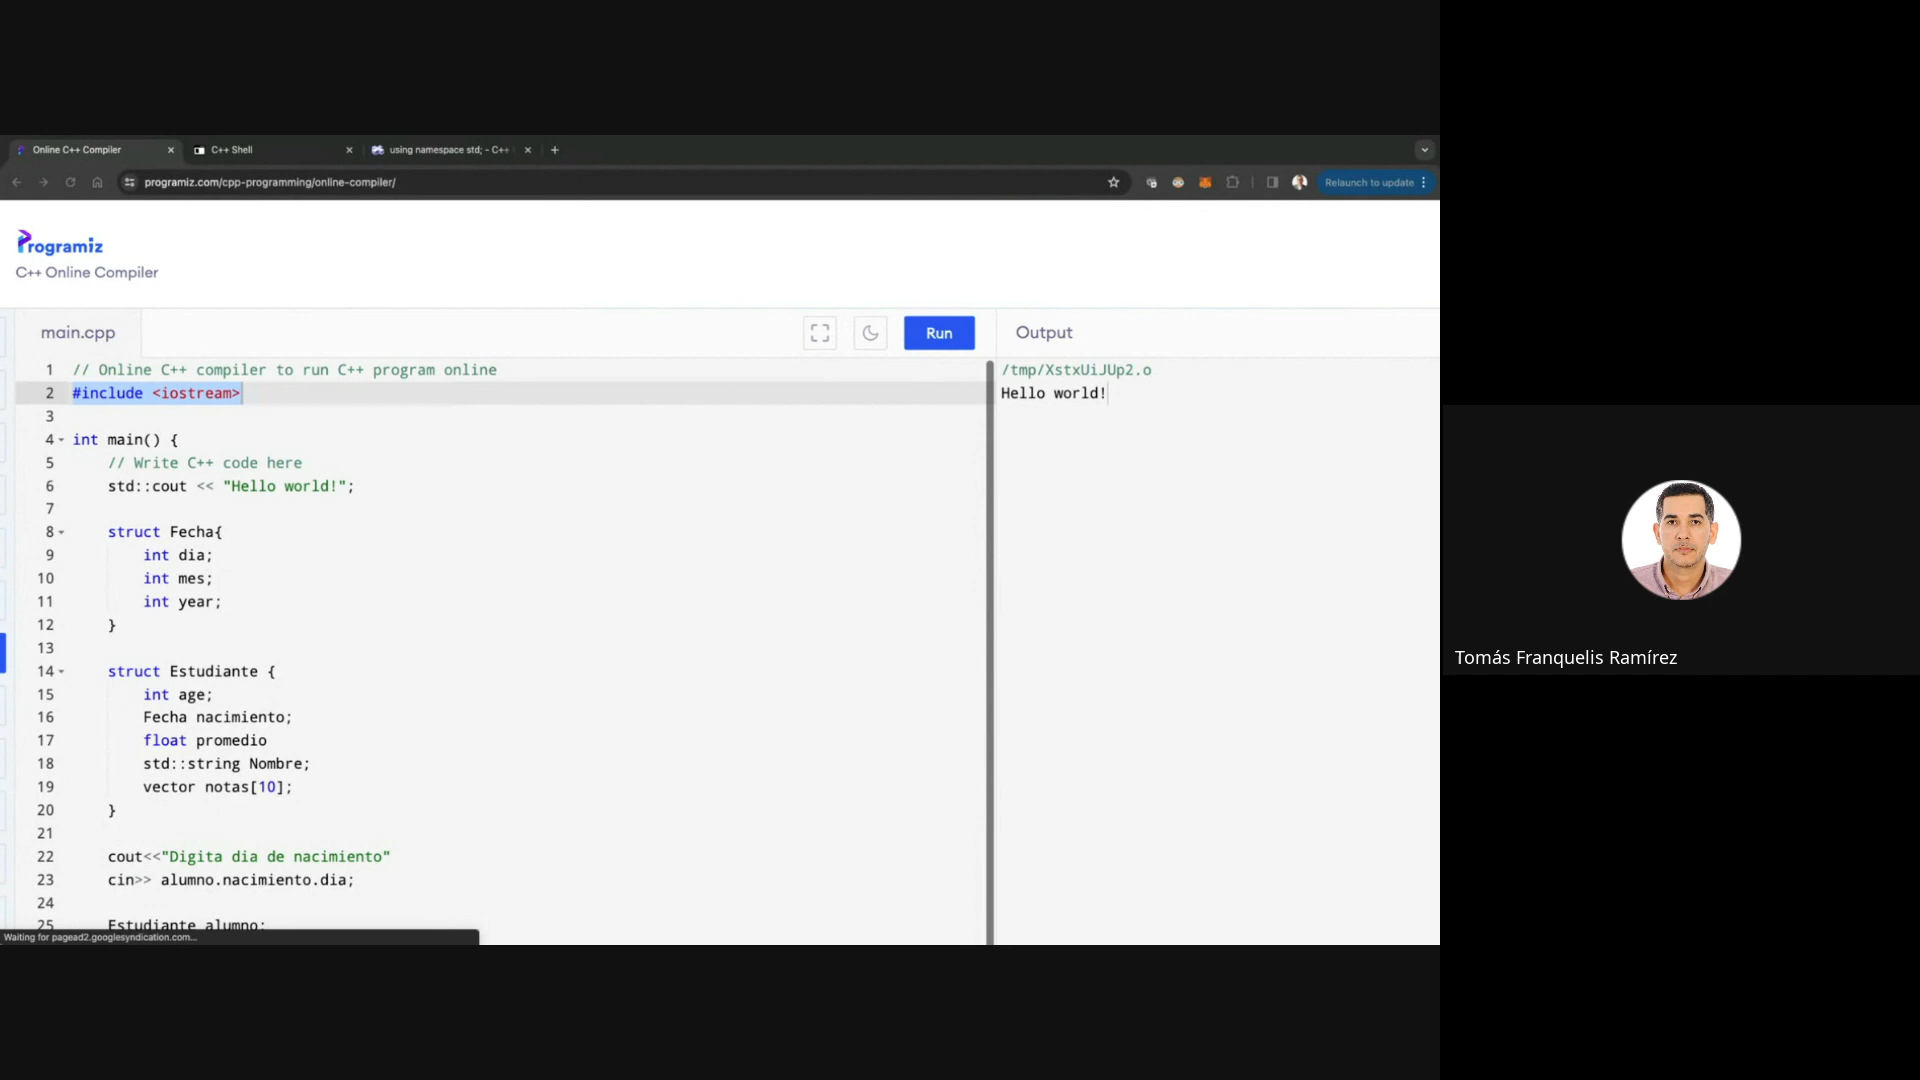 Online C++ Compiler
C++ Shell
using namespace std; - C++
programiz.com/cpp-programming/online-compiler/
Relaunch to update
Programiz
C++ Online Compiler
main.cpp
Run
Output
1 // Online C++ compiler to run C++ program online
2 #include <iostream>
3
4 int main() {
5 // Write C++ code here
6 std::cout << "Hello world!";
7
8 struct Fecha{
9 int dia;
10 int mes;
11 int year;
12 }
13
14 struct Estudiante {
15 int age;
16 Fecha nacimiento;
17 float promedio
18 std::string Nombre;
19 vector notas[10];
20 }
21
22 cout<<"Digita dia de nacimiento"
23 cin>> alumno.nacimiento.dia;
24
25 Estudiante alumno;
/tmp/XstxUiJUp2.o
Hello world!
Waiting for pagead2.googlesyndication.com...
Tomás Franquelis Ramírez